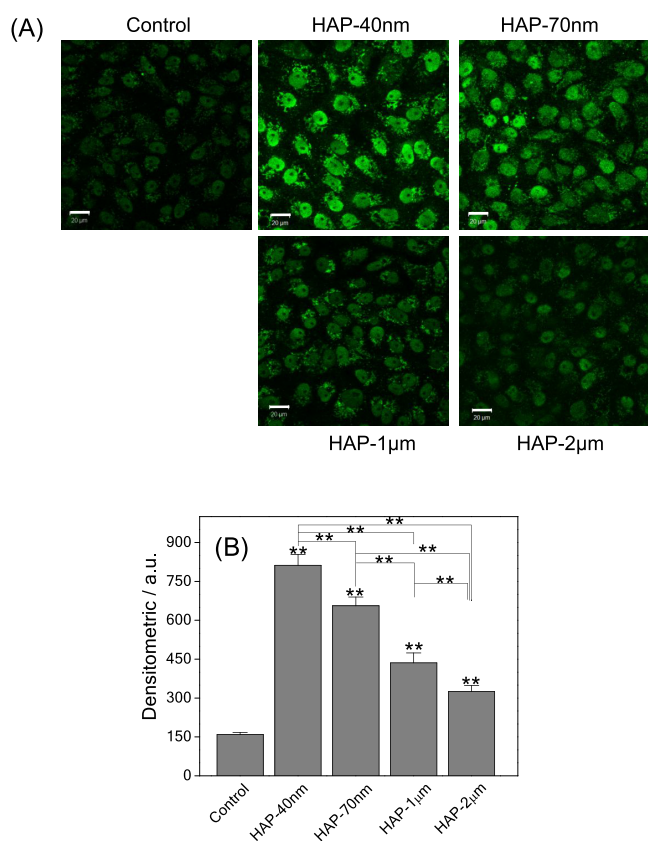 (A)
Control
HAP-40nm
HAP-70nm
20 µm
20 µm
20 µm
20 µm
20 µm
HAP-1µm
HAP-2µm
(B)
Densitometric / a.u.
900
750
600
450
300
150
0
**
**
**
**
**
**
**
**
**
**
Control
HAP-40nm
HAP-70nm
HAP-1µm
HAP-2µm